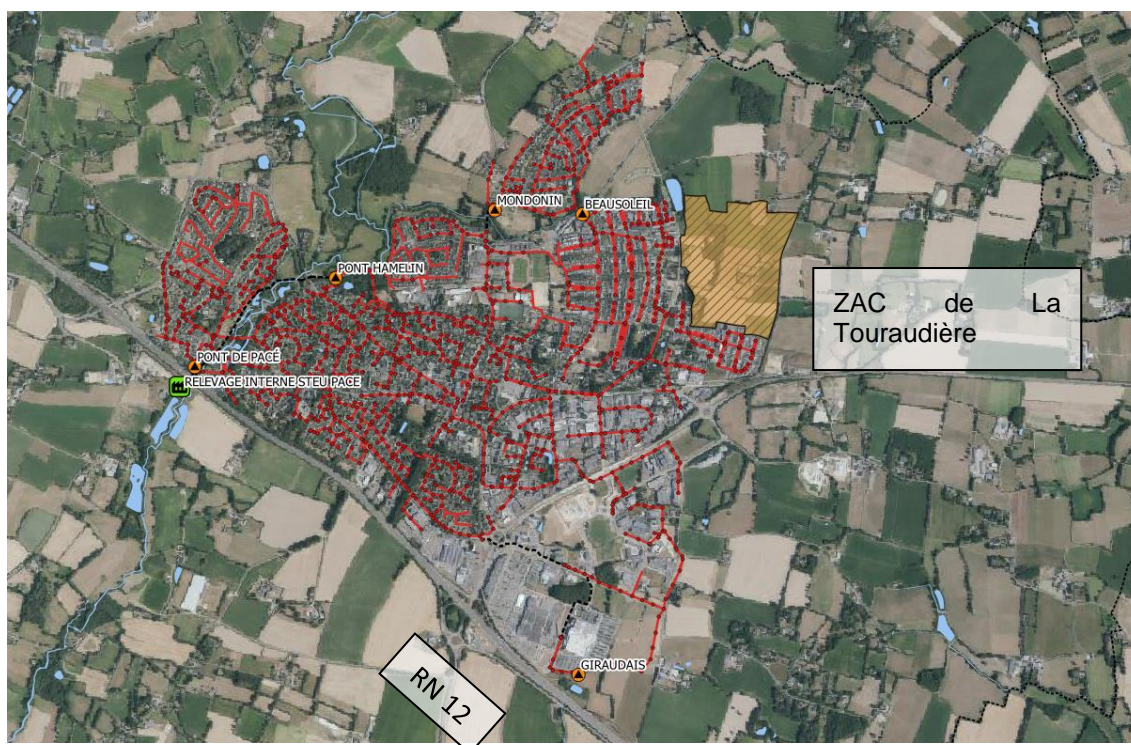 MONDONIN
BEAUSOLEIL
PONT HAMELIN
ZAC de La
Touraudière
PONT DE PACÉ
RELEVAGE INTERNE STEU PACE
GIRAUDAIS
RN 12